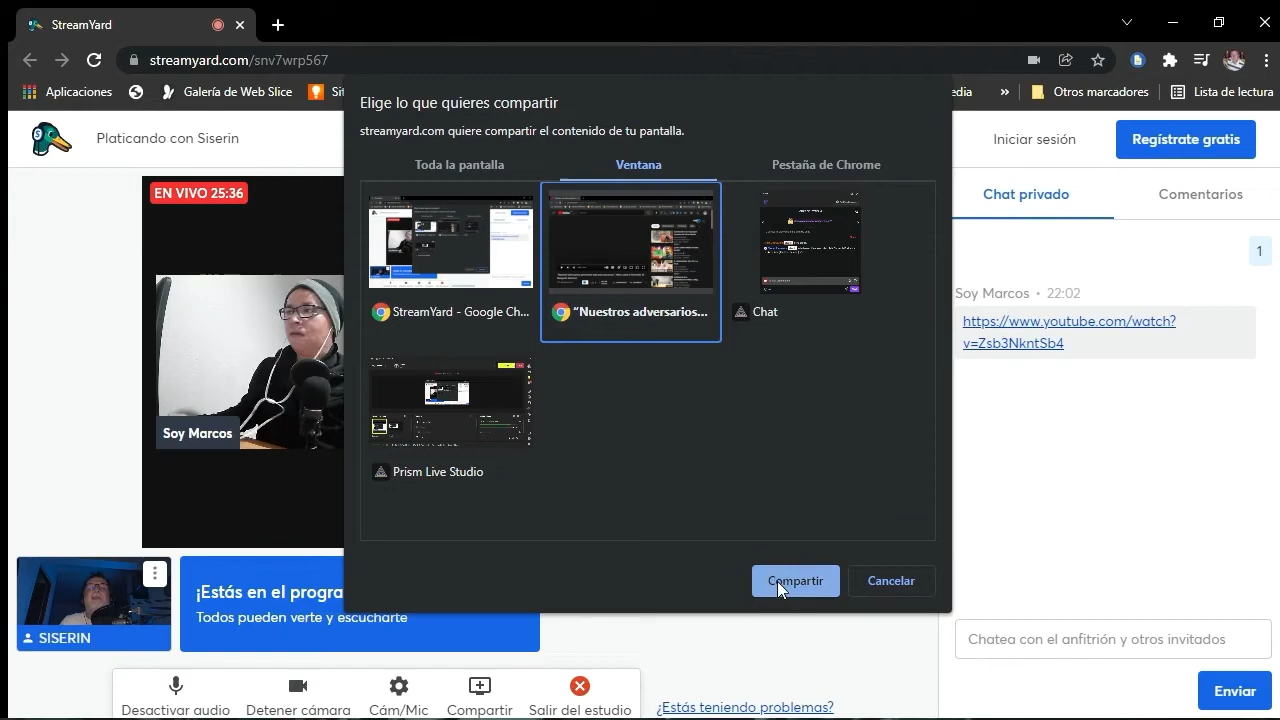 StreamYard
streamyard.com/snv7wrp567
Aplicaciones
Galería de Web Slice
Sit
edia
»
Otros marcadores
Lista de lectura
Platicando con Siserin
Iniciar sesión
Regístrate gratis
Elige lo que quieres compartir
streamyard.com quiere compartir el contenido de tu pantalla.
Toda la pantalla
Ventana
Pestaña de Chrome
StreamYard - Google Ch...
"Nuestros adversarios...
Chat
Prism Live Studio
Compartir
Cancelar
EN VIVO 25:36
Soy Marcos
SISERIN
¡Estás en el progra
Todos pueden verte y escucharte
Chat privado
Comentarios
1
Soy Marcos • 22:02
https://www.youtube.com/watch?
v=Zsb3NkntSb4
Chatea con el anfitrión y otros invitados
Enviar
Desactivar audio
Detener cámara
Cám/Mic
Compartir
Salir del estudio
¿Estás teniendo problemas?